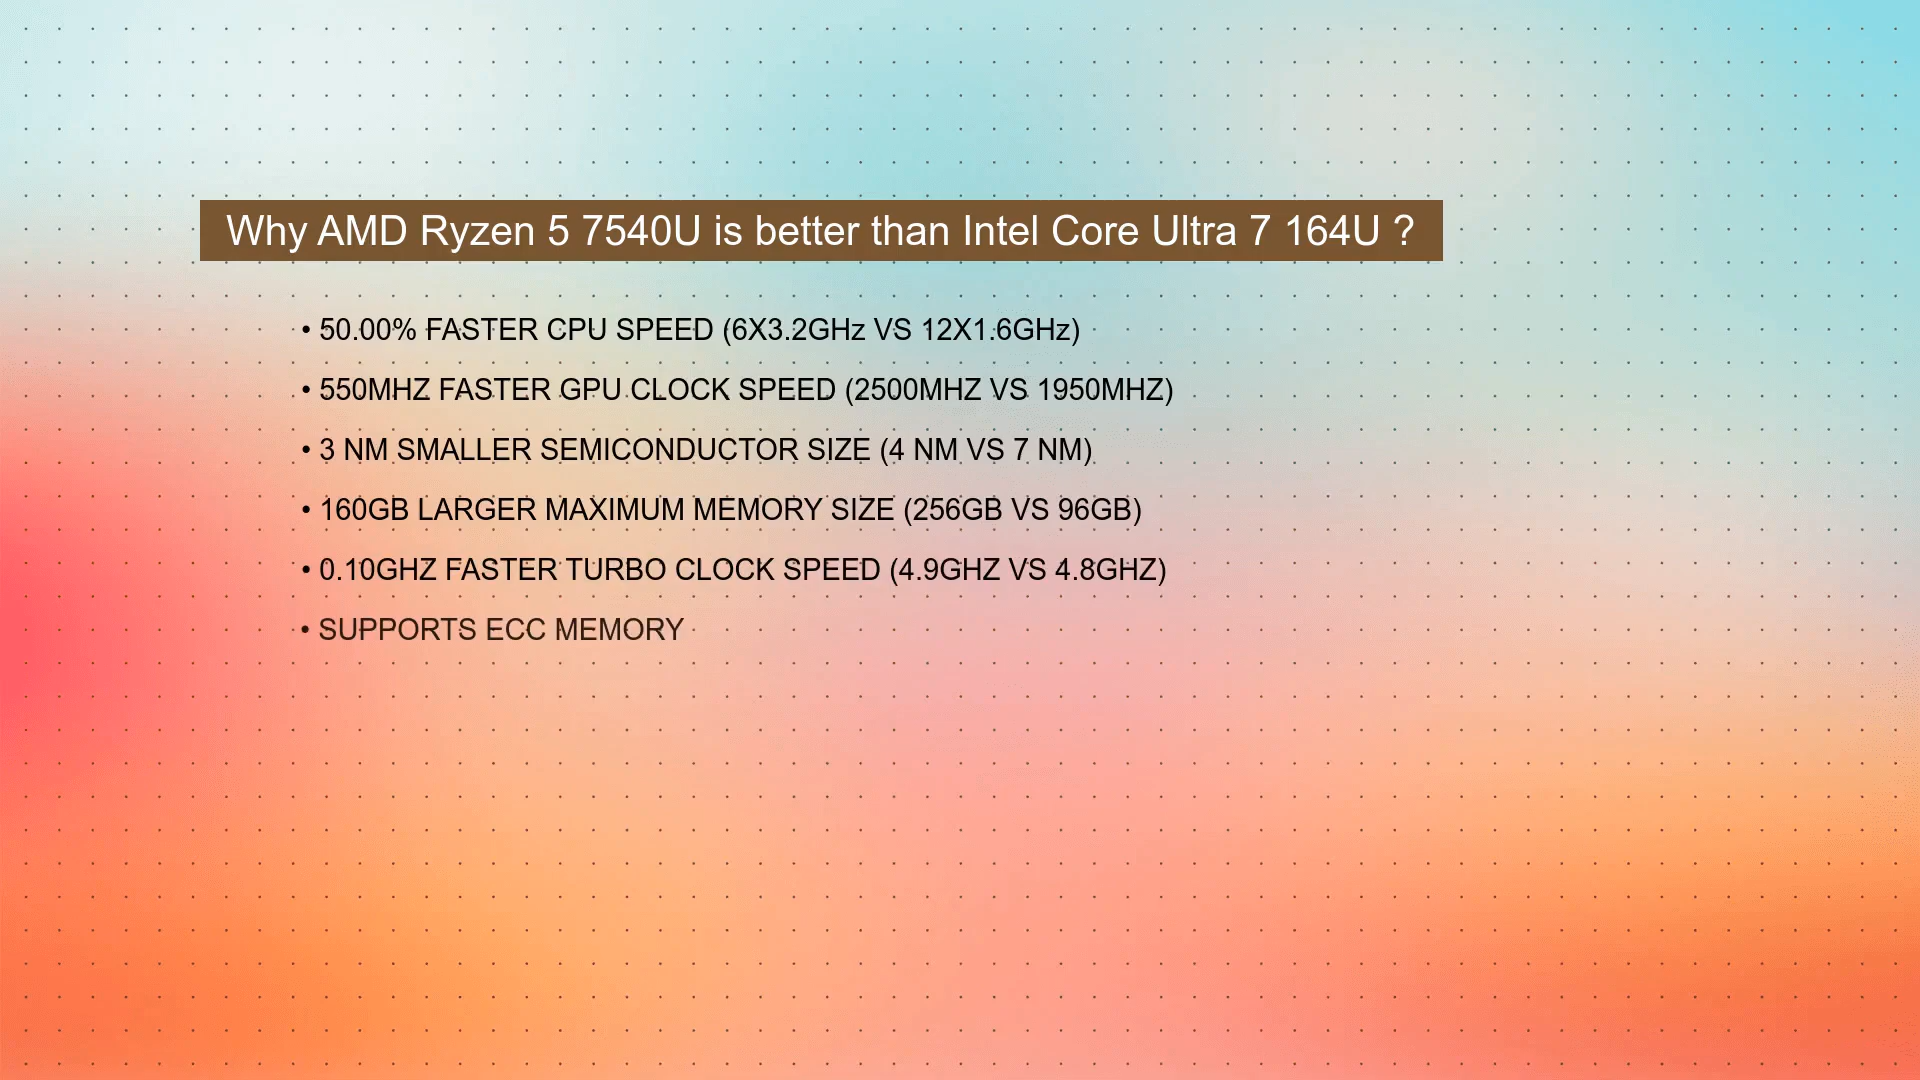 Why AMD Ryzen 5 7540U is better than Intel Core Ultra 7 164U ?
• 50.00% FASTER CPU SPEED (6X3.2GHz VS 12X1.6GHz)
• 550MHZ FASTER GPU CLOCK SPEED (2500MHZ VS 1950MHZ)
• 3 NM SMALLER SEMICONDUCTOR SIZE (4 NM VS 7 NM)
• 160GB LARGER MAXIMUM MEMORY SIZE (256GB VS 96GB)
• 0.10GHZ FASTER TURBO CLOCK SPEED (4.9GHZ VS 4.8GHZ)
• SUPPORTS ECC MEMORY